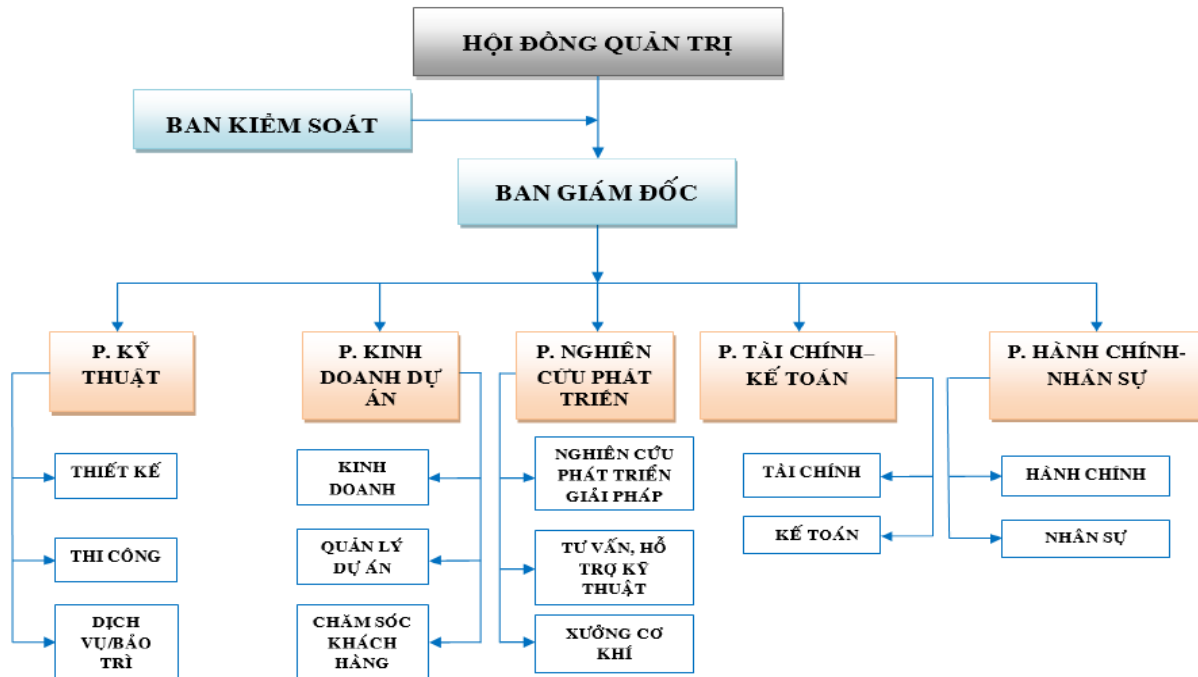 HỘI ĐỒNG QUẢN TRỊ
BAN KIỂM SOÁT
BAN GIÁM ĐỐC
P. KỸ
THUẬT
P. KINH
DOANH DỰ
ÁN
P. NGHIÊN
CỨU PHÁT
TRIỂN
P. TÀI CHÍNH–
KẾ TOÁN
P. HÀNH CHÍNH-
NHÂN SỰ
THIẾT KẾ
THI CÔNG
DỊCH
VỤ/BẢO
TRÌ
KINH
DOANH
QUẢN LÝ
DỰ ÁN
CHĂM SÓC
KHÁCH
HÀNG
NGHIÊN CỨU
PHÁT TRIỂN
GIẢI PHÁP
TƯ VẤN, HỖ
TRỢ KỸ
THUẬT
XƯỞNG CƠ
KHÍ
TÀI CHÍNH
KẾ TOÁN
HÀNH CHÍNH
NHÂN SỰ